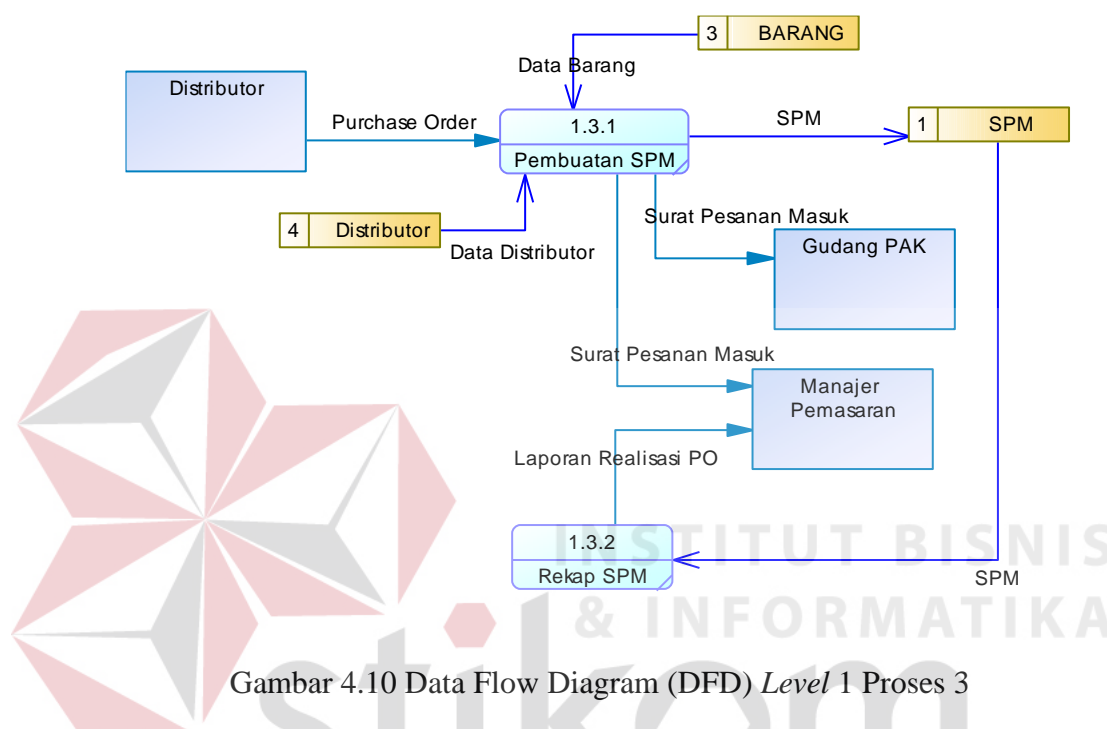 3 BARANG
Data Barang
Distributor
Purchase Order
1.3.1
Pembuatan SPM
SPM
1 SPM
4 Distributor
Data Distributor
Surat Pesanan Masuk
Gudang PAK
Surat Pesanan Masuk
Manajer
Pemasaran
Laporan Realisasi PO
1.3.2
Rekap SPM
SPM
INSTITUT BISNIS
& INFORMATIKA
stikom
Gambar 4.10 Data Flow Diagram (DFD) Level 1 Proses 3